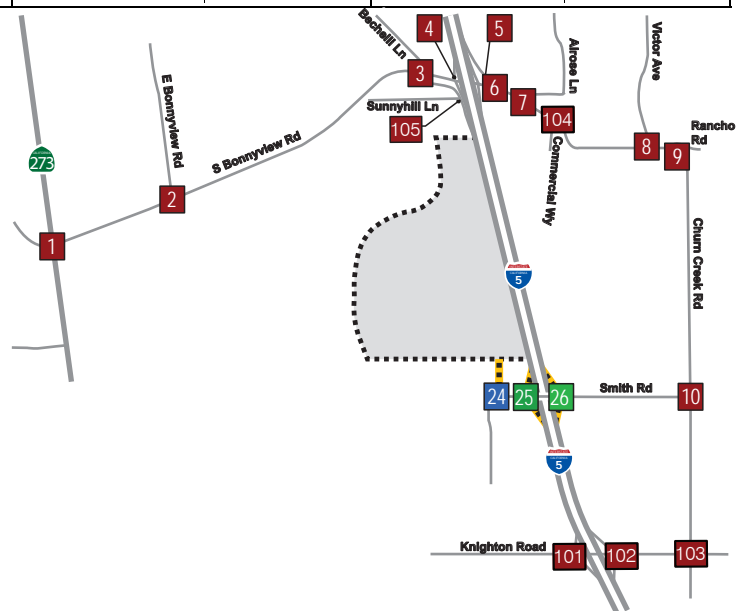 4
5
Bechelli Ln
3
6
7
Alrose Ln
Victor Ave
Sunnyhill Ln
105
104
E Bonnyview Rd
S Bonnyview Rd
Commercial Wy
8
9
Rancho
Rd
273
2
1
Churn Creek Rd
CALIFORNIA
5
24
25
26
Smith Rd
10
CALIFORNIA
5
Knighton Road
101
102
103